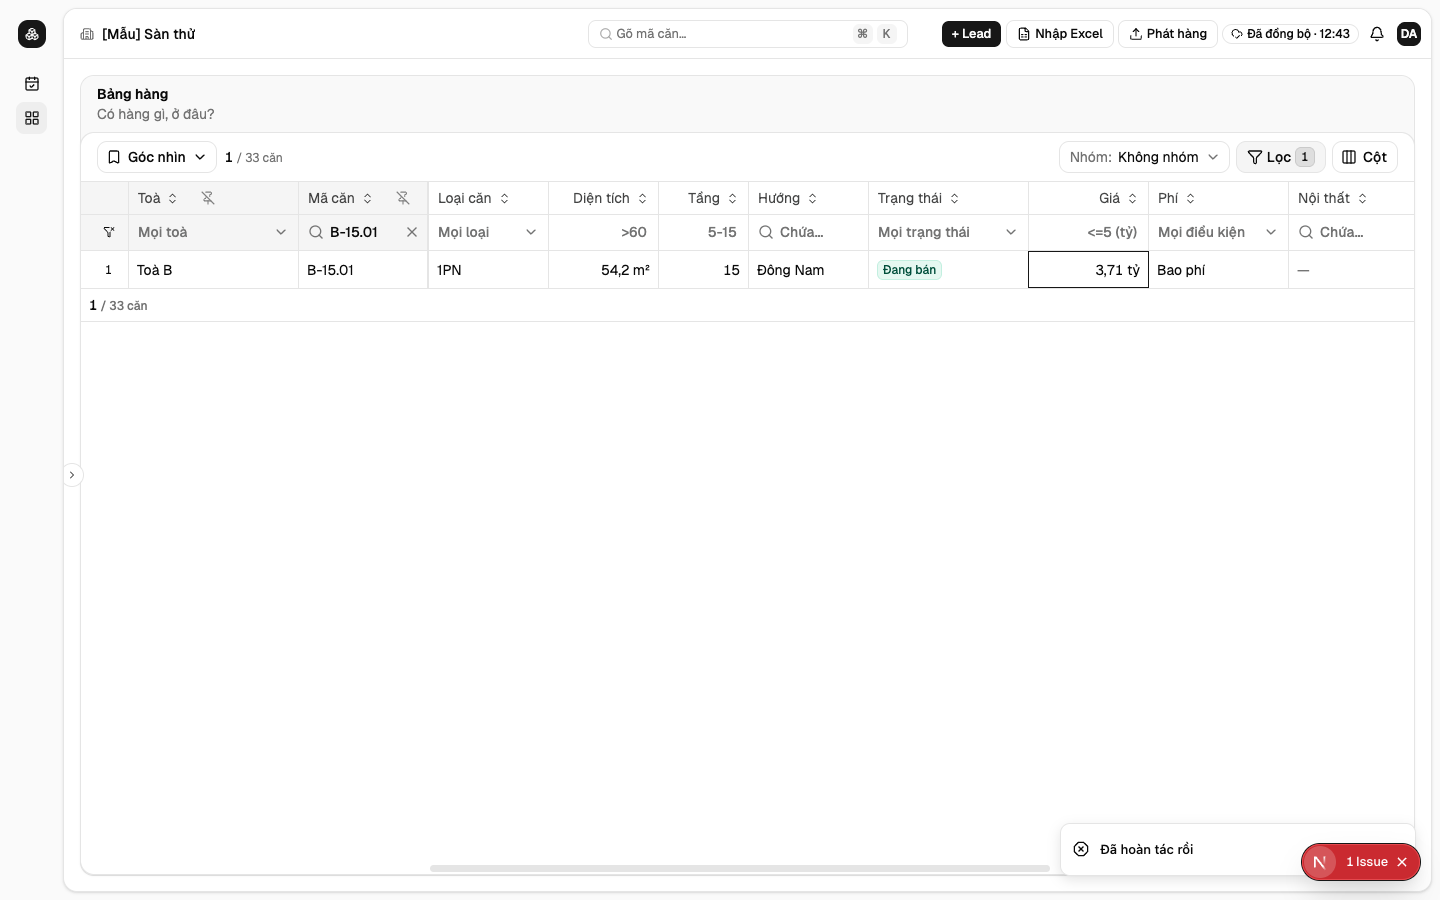 [Mẫu] Sàn thử
Gõ mã căn...
⌘ K
+ Lead
Nhập Excel
Phát hành
Đã đồng bộ · 12:43
DA
Bảng hàng
Có hàng gì, ở đâu?
Góc nhìn
1 / 33 căn
Nhóm: Không nhóm
Lọc 1
Cột
Toà Mã căn Loại căn Diện tích Tầng Hướng Trạng thái Giá Phí Nội thất
Mọi toà B-15.01 Mọi loại >60 5-15 Chứa... Mọi trạng thái <=5 (tỷ) Mọi điều kiện Chứa...
1 Toà B B-15.01 1PN 54,2 m² 15 Đông Nam Đang bán 3,71 tỷ Bao phí —
1 / 33 căn
Đã hoàn tác rồi
N 1 Issue